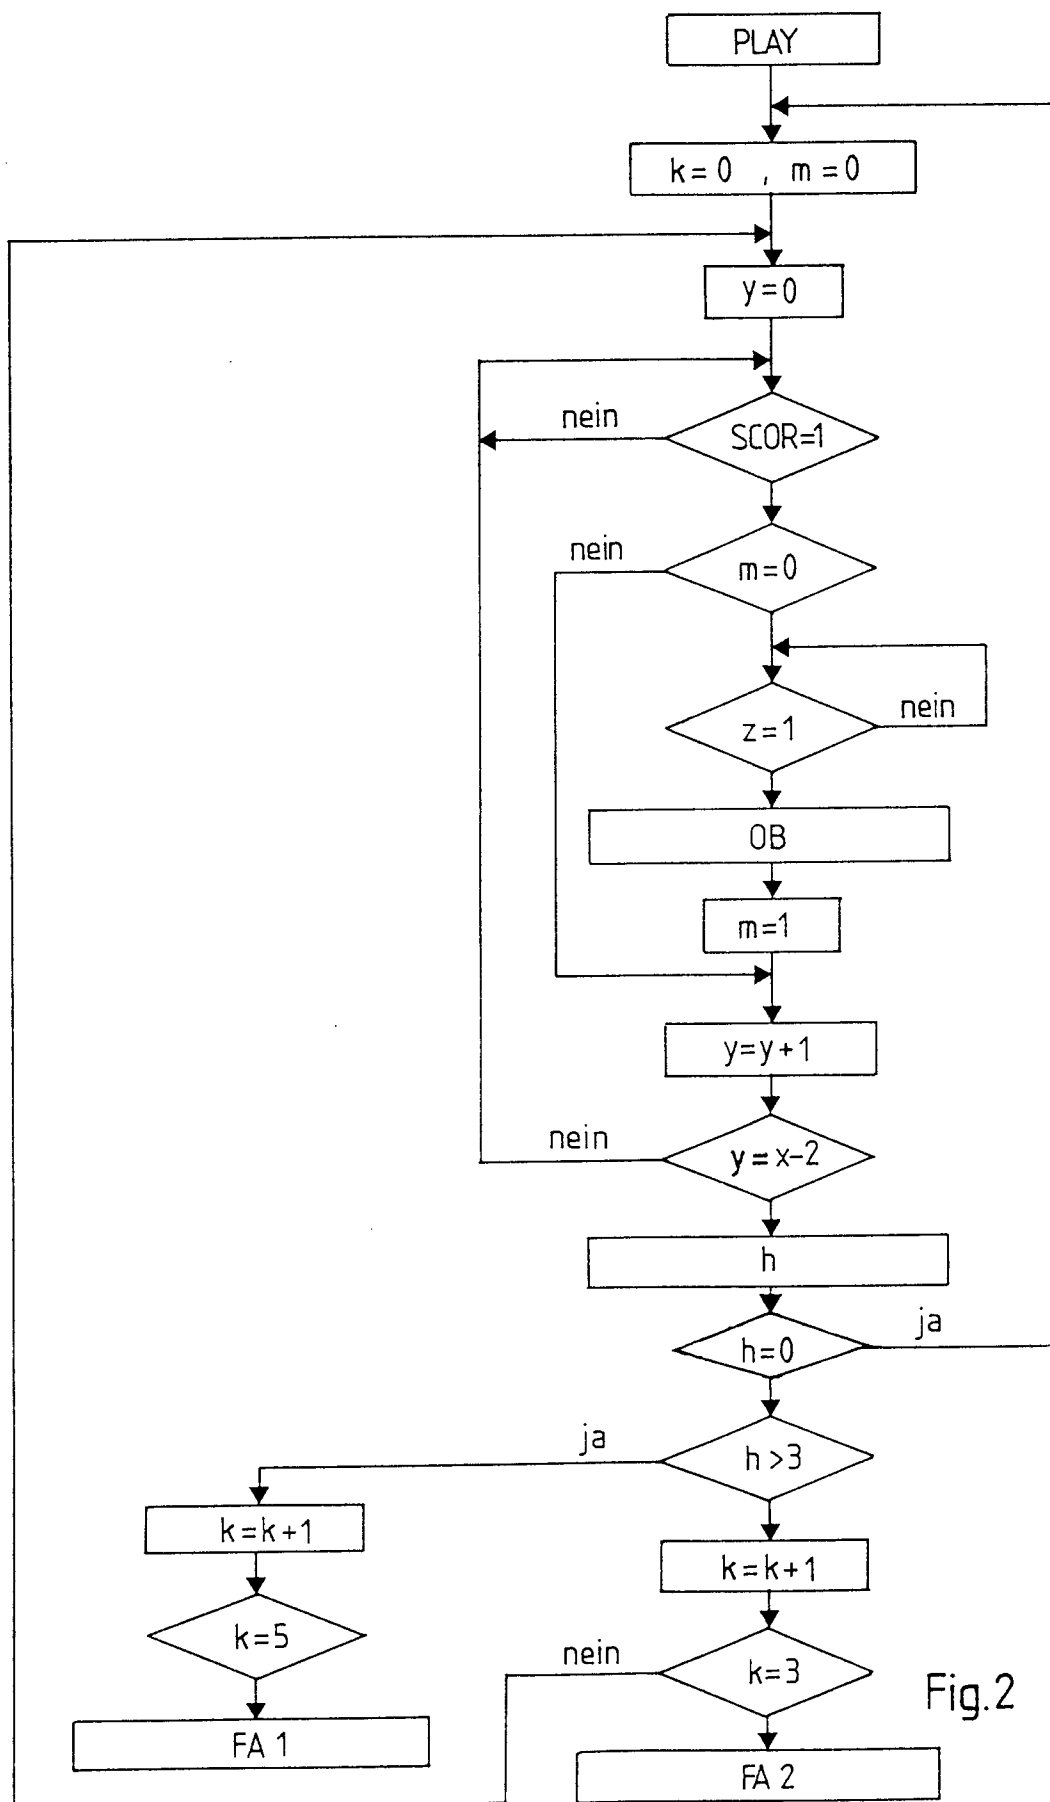 PLAY
k=0 , m=0
y=0
nein
SCOR=1
nein
m=0
z=1
nein
OB
m=1
y=y+1
nein
y=x-2
h
h=0
ja
ja
h>3
k=k+1
k=k+1
k=5
nein
k=3
Fig.2
FA 1
FA 2